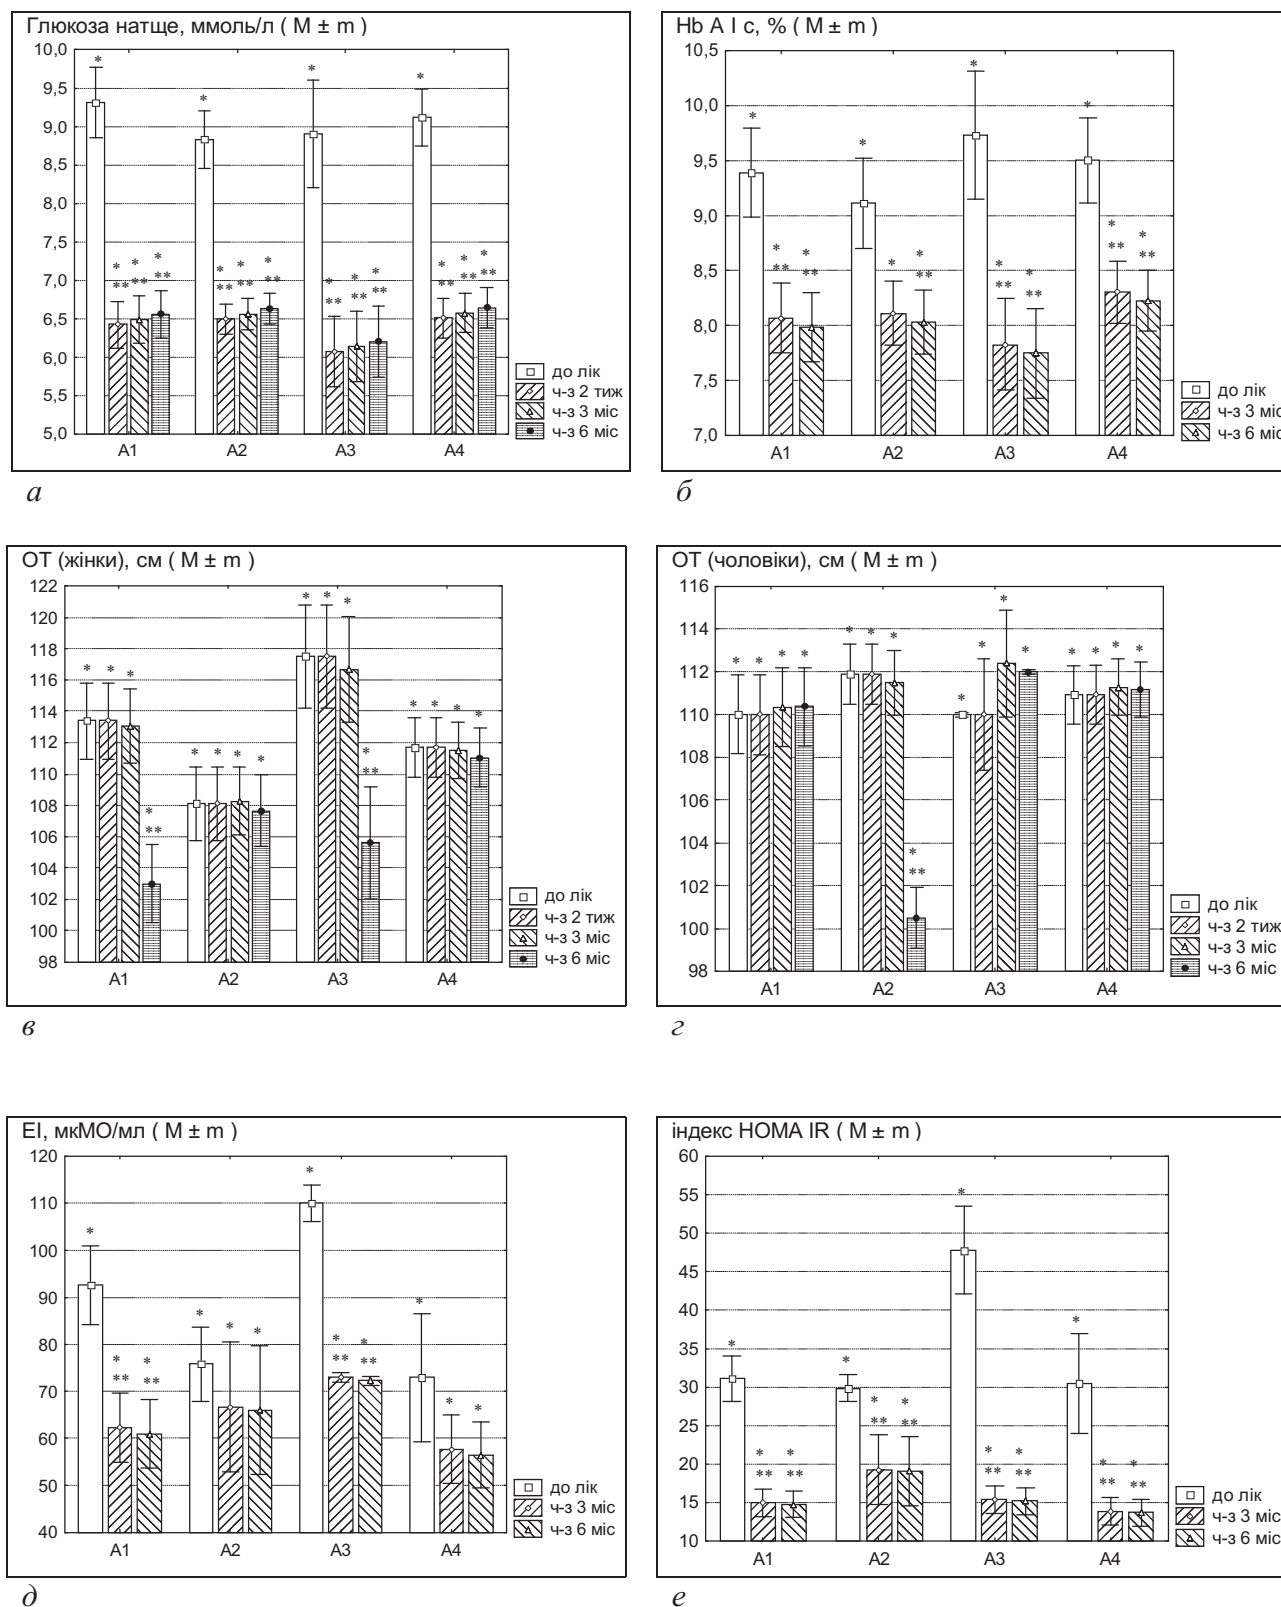 Глюкоза натще, ммоль/л ( M ± m )
10,0
9,5
9,0
8,5
8,0
7,5
7,0
6,5
6,0
5,5
5,0
* * * *
* * * * * * * * * * * *
** ** ** ** ** ** ** ** ** ** ** **
A1 A2 A3 A4
до лік
ч-з 2 тиж
ч-з 3 міс
ч-з 6 міс
а
Hb A I c, % ( M ± m )
10,5
10,0
9,5
9,0
8,5
8,0
7,5
7,0
* * * *
* * * * * * * *
** ** ** ** ** ** **
A1 A2 A3 A4
до лік
ч-з 3 міс
ч-з 6 міс
б
ОТ (жінки), см ( M ± m )
122
120
118
116
114
112
110
108
106
104
102
100
98
* * * * * * * * * * * * * * * *
** **
A1 A2 A3 A4
до лік
ч-з 2 тиж
ч-з 3 міс
ч-з 6 міс
в
ОТ (чоловіки), см ( M ± m )
116
114
112
110
108
106
104
102
100
98
* * * * * * * * * * * * * * * *
**
A1 A2 A3 A4
до лік
ч-з 2 тиж
ч-з 3 міс
ч-з 6 міс
г
EI, мкМО/мл ( M ± m )
120
110
100
90
80
70
60
50
40
* * * *
* * * * * * * *
** ** ** **
A1 A2 A3 A4
до лік
ч-з 3 міс
ч-з 6 міс
д
індекс HOMA IR ( M ± m )
60
55
50
45
40
35
30
25
20
15
10
* * * *
* * * * * * * *
** ** ** ** ** ** ** **
A1 A2 A3 A4
до лік
ч-з 3 міс
ч-з 6 міс
е